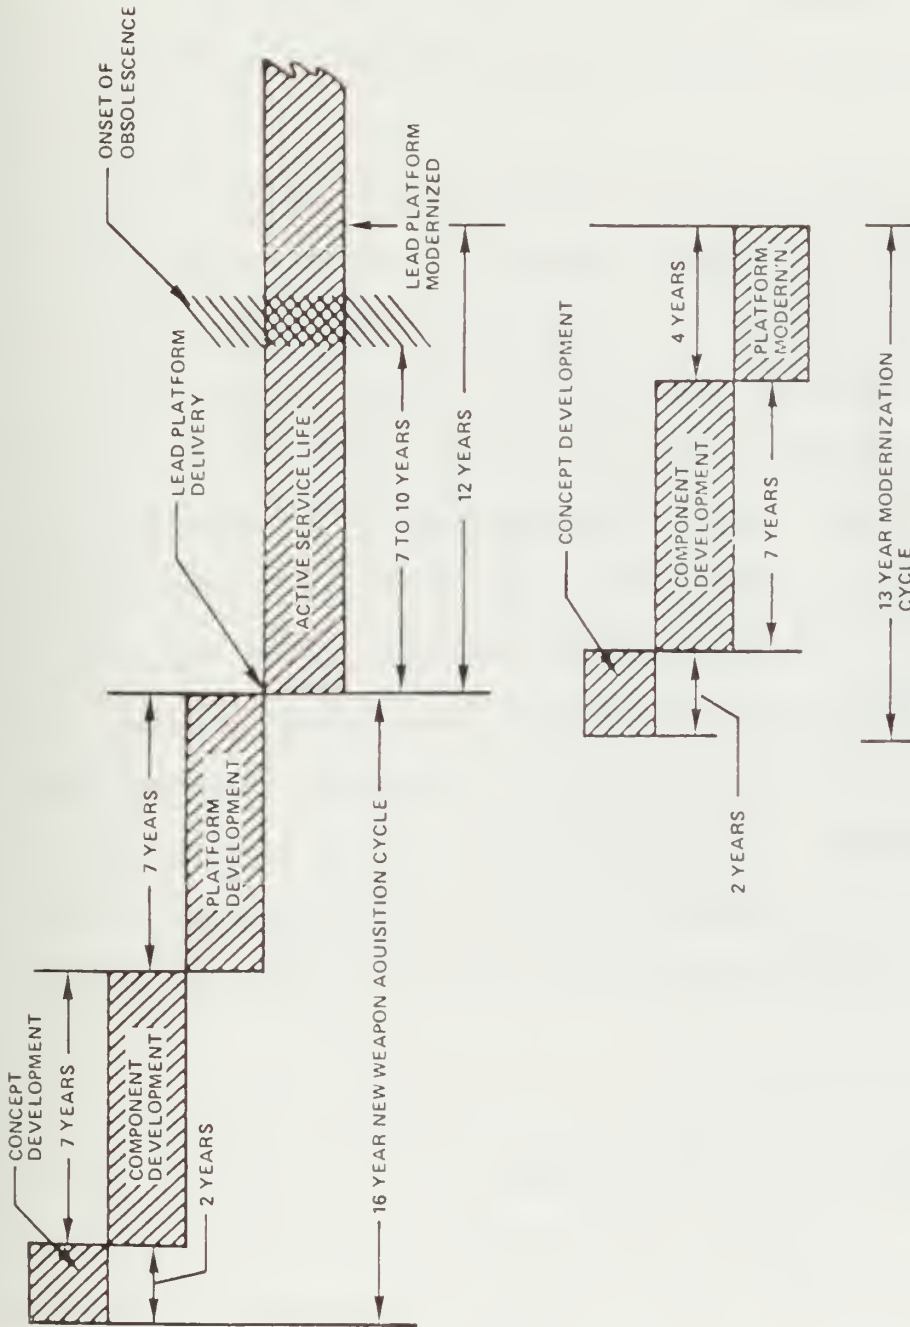 CONCEPT
DEVELOPMENT
7 YEARS
COMPONENT
DEVELOPMENT
2 YEARS
7 YEARS
PLATFORM
DEVELOPMENT
16 YEAR NEW WEAPON AQUISITION CYCLE
LEAD PLATFORM
DELIVERY
ONSET OF
OBSOLESCENCE
ACTIVE SERVICE LIFE
7 TO 10 YEARS
12 YEARS
LEAD PLATFORM
MODERNIZED
CONCEPT DEVELOPMENT
2 YEARS
COMPONENT
DEVELOPMENT
7 YEARS
4 YEARS
PLATFORM
MODERN'N
13 YEAR MODERNIZATION
CYCLE